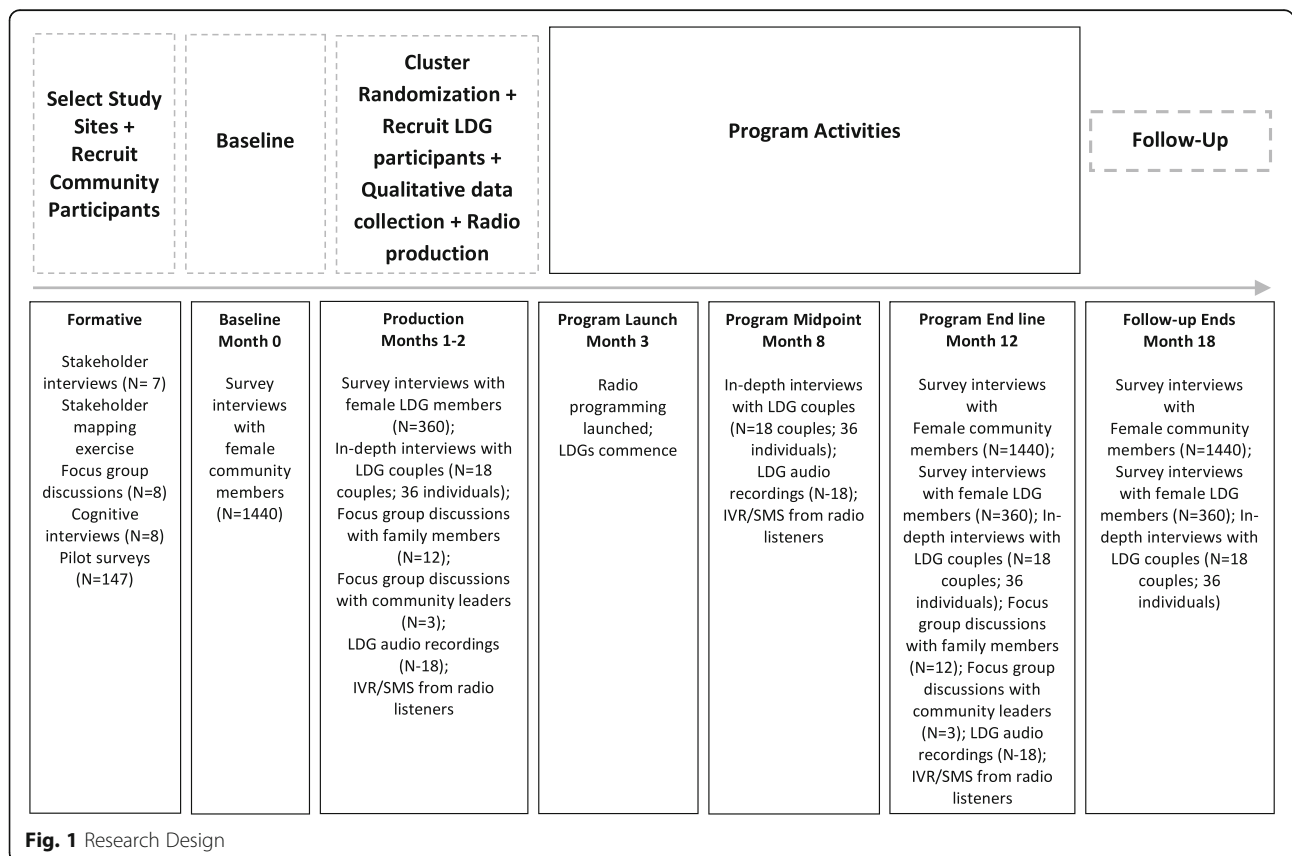 Select Study
Sites +
Recruit
Community
Participants
Baseline
Cluster
Randomization +
Recruit LDG
participants +
Qualitative data
collection + Radio
production
Program Activities
Follow-Up
Formative
Stakeholder
interviews (N= 7)
Stakeholder
mapping
exercise
Focus group
discussions (N=8)
Cognitive
interviews (N=8)
Pilot surveys
(N=147)
Baseline
Month 0
Survey
interviews
with
female
community
members
(N=1440)
Production
Months 1-2
Survey interviews with
female LDG members
(N=360);
In-depth interviews with
LDG couples (N=18
couples; 36 individuals);
Focus group discussions
with family members
(N=12);
Focus group discussions
with community leaders
(N=3);
LDG audio recordings
(N-18);
IVR/SMS from radio
listeners
Program Launch
Month 3
Radio
programming
launched;
LDGs commence
Program Midpoint
Month 8
In-depth interviews
with LDG couples
(N=18 couples; 36
individuals);
LDG audio
recordings (N-18);
IVR/SMS from radio
listeners
Program End line
Month 12
Survey interviews
with
Female community
members (N=1440);
Survey interviews
with female LDG
members (N=360); In-
depth interviews with
LDG couples (N=18
couples; 36
individuals); Focus
group discussions
with family members
(N=12); Focus group
discussions with
community leaders
(N=3); LDG audio
recordings (N-18);
IVR/SMS from radio
listeners
Follow-up Ends
Month 18
Survey interviews
with
Female community
members (N=1440);
Survey interviews
with female LDG
members (N=360); In-
depth interviews with
LDG couples (N=18
couples; 36
individuals)
Fig. 1 Research Design